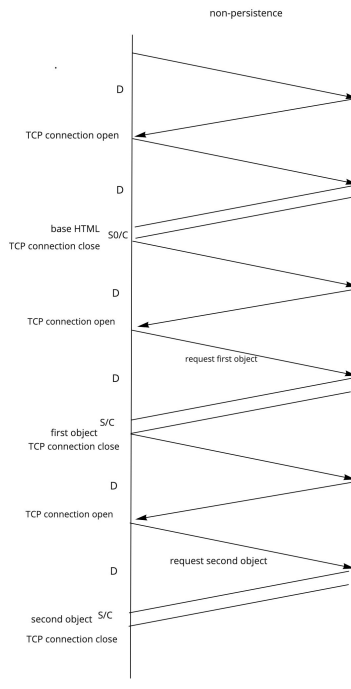 non-persistence
D
TCP connection open
D
base HTML S0/C
TCP connection close
D
TCP connection open
request first object
D
S/C
first object
TCP connection close
D
TCP connection open
request second object
D
second object S/C
TCP connection close